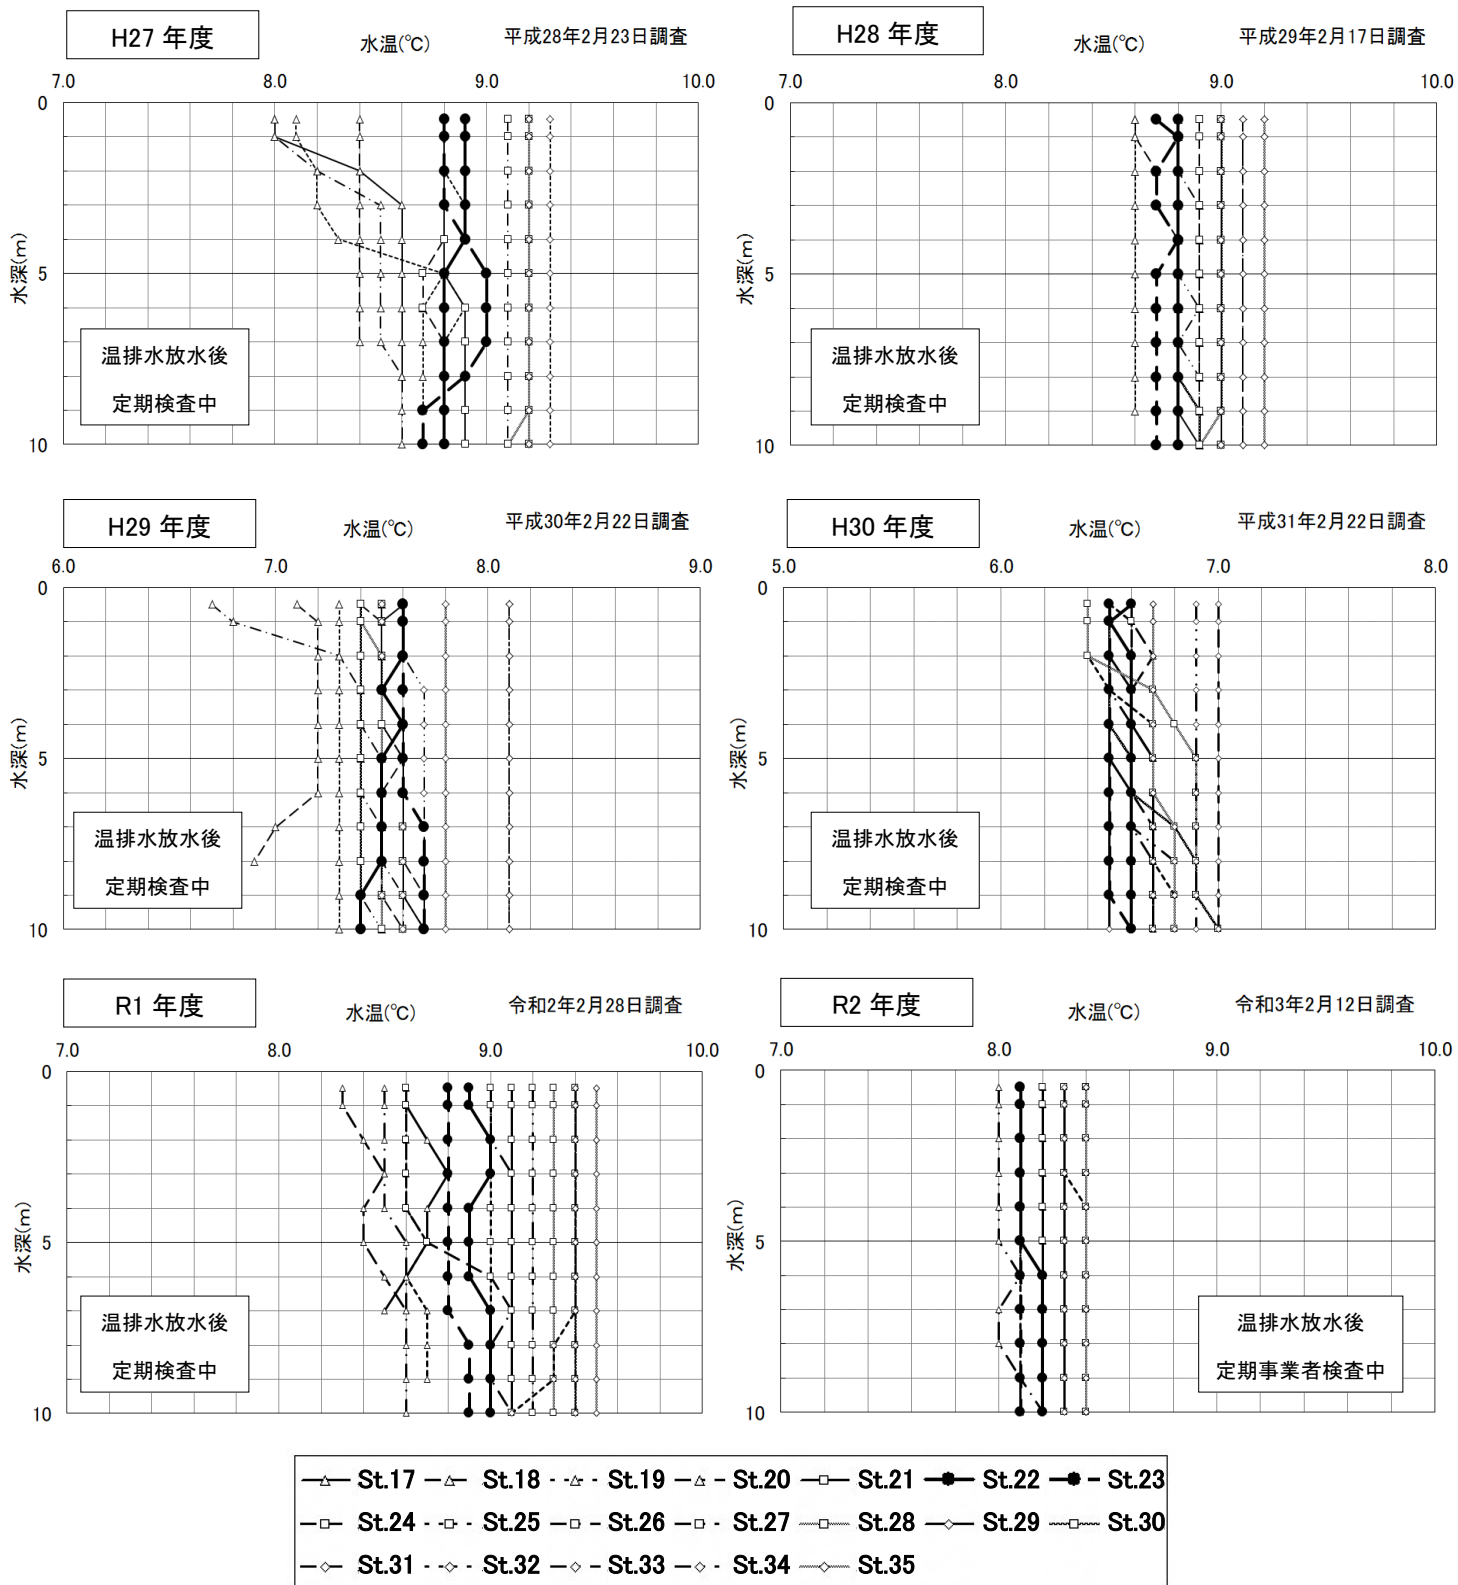 H27 年度
水温(℃)
平成28年2月23日調査
7.0 8.0 9.0 10.0
0
5
10
水深(m)
温排水放水後
定期検査中
H28 年度
水温(℃)
平成29年2月17日調査
7.0 8.0 9.0 10.0
0
5
10
水深(m)
温排水放水後
定期検査中
H29 年度
水温(℃)
平成30年2月22日調査
6.0 7.0 8.0 9.0
0
5
10
水深(m)
温排水放水後
定期検査中
H30 年度
水温(℃)
平成31年2月22日調査
5.0 6.0 7.0 8.0
0
5
10
水深(m)
温排水放水後
定期検査中
R1 年度
水温(℃)
令和2年2月28日調査
7.0 8.0 9.0 10.0
0
5
10
水深(m)
温排水放水後
定期検査中
R2 年度
水温(℃)
令和3年2月12日調査
7.0 8.0 9.0 10.0
0
5
10
水深(m)
温排水放水後
定期事業者検査中
St.17 St.18 St.19 St.20 St.21 St.22 St.23
St.24 St.25 St.26 St.27 St.28 St.29 St.30
St.31 St.32 St.33 St.34 St.35